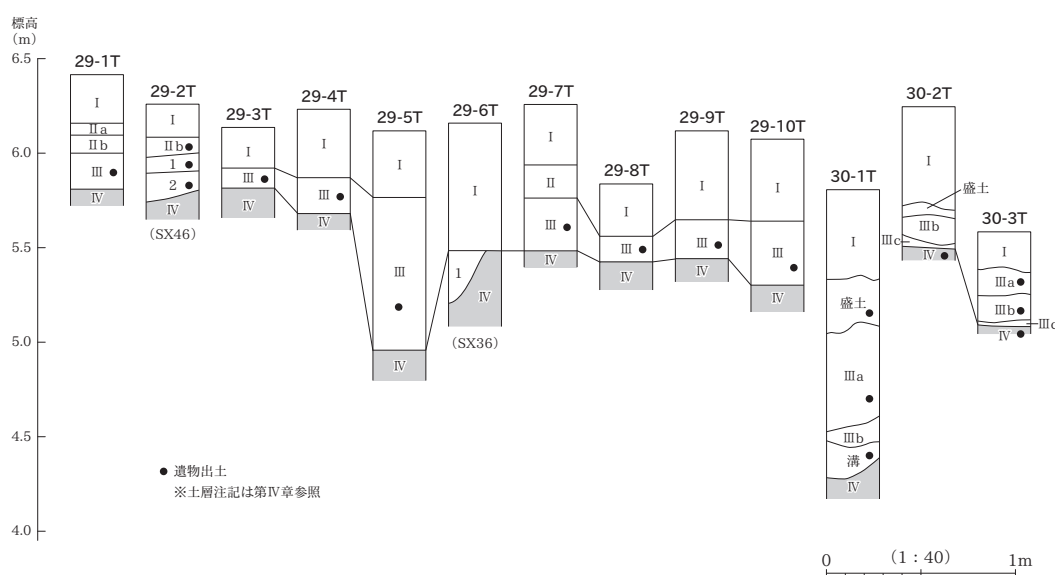 標高
(m)
6.5
6.0
5.5
5.0
4.5
4.0
29-1T
Ⅰ
Ⅱa
Ⅱb
Ⅲ
Ⅳ
29-2T
Ⅰ
Ⅱb
1
2
Ⅳ
(SX46)
29-3T
Ⅰ
Ⅲ
Ⅳ
29-4T
Ⅰ
Ⅲ
Ⅳ
29-5T
Ⅰ
Ⅲ
Ⅳ
29-6T
Ⅰ
1
Ⅳ
(SX36)
29-7T
Ⅰ
Ⅱ
Ⅲ
Ⅳ
29-8T
Ⅰ
Ⅲ
Ⅳ
29-9T
Ⅰ
Ⅲ
Ⅳ
29-10T
Ⅰ
Ⅲ
Ⅳ
30-1T
Ⅰ
盛土
Ⅲa
Ⅲb
溝
Ⅳ
30-2T
Ⅰ
盛土
Ⅲb
Ⅲc
Ⅳ
30-3T
Ⅰ
Ⅲa
Ⅲb
Ⅲc
Ⅳ
● 遺物出土
※土層注記は第Ⅳ章参照
0 (1:40) 1m